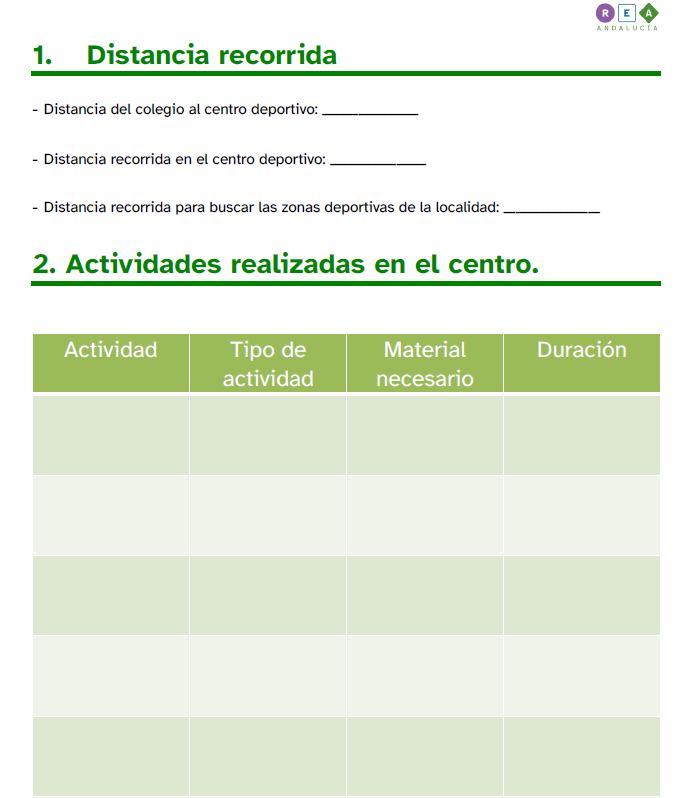 R E A
ANDALUCÍA
1. Distancia recorrida
- Distancia del colegio al centro deportivo: ____________
- Distancia recorrida en el centro deportivo: ____________
- Distancia recorrida para buscar las zonas deportivas de la localidad: ____________
2. Actividades realizadas en el centro.
Actividad
Tipo de
actividad
Material
necesario
Duración